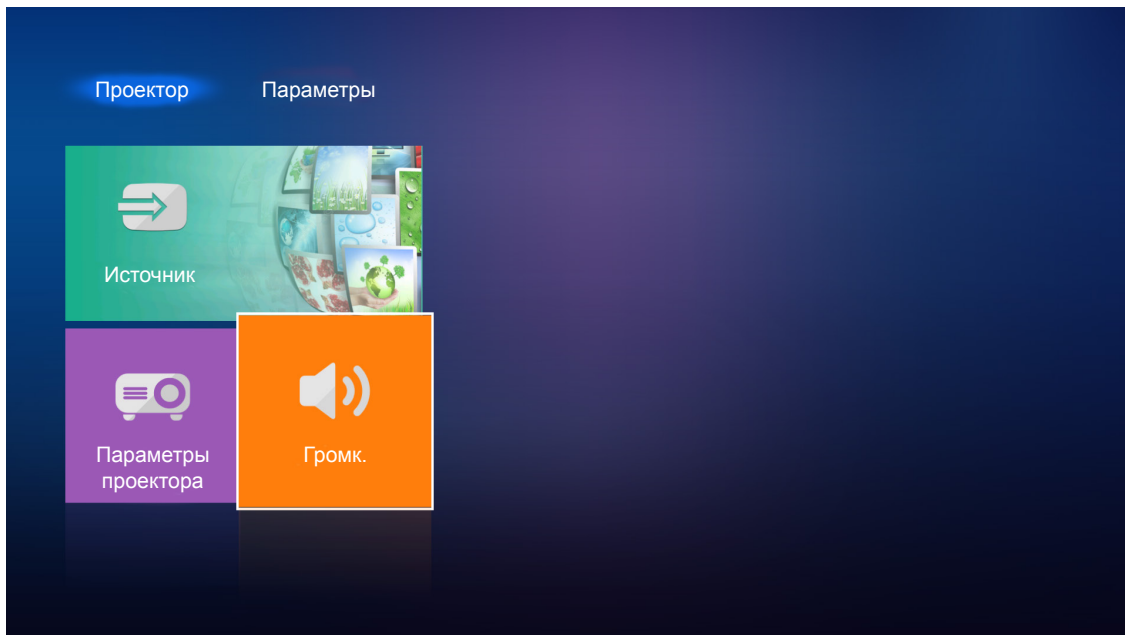 Проектор
Параметры
Источник
Параметры
проектора
Громк.